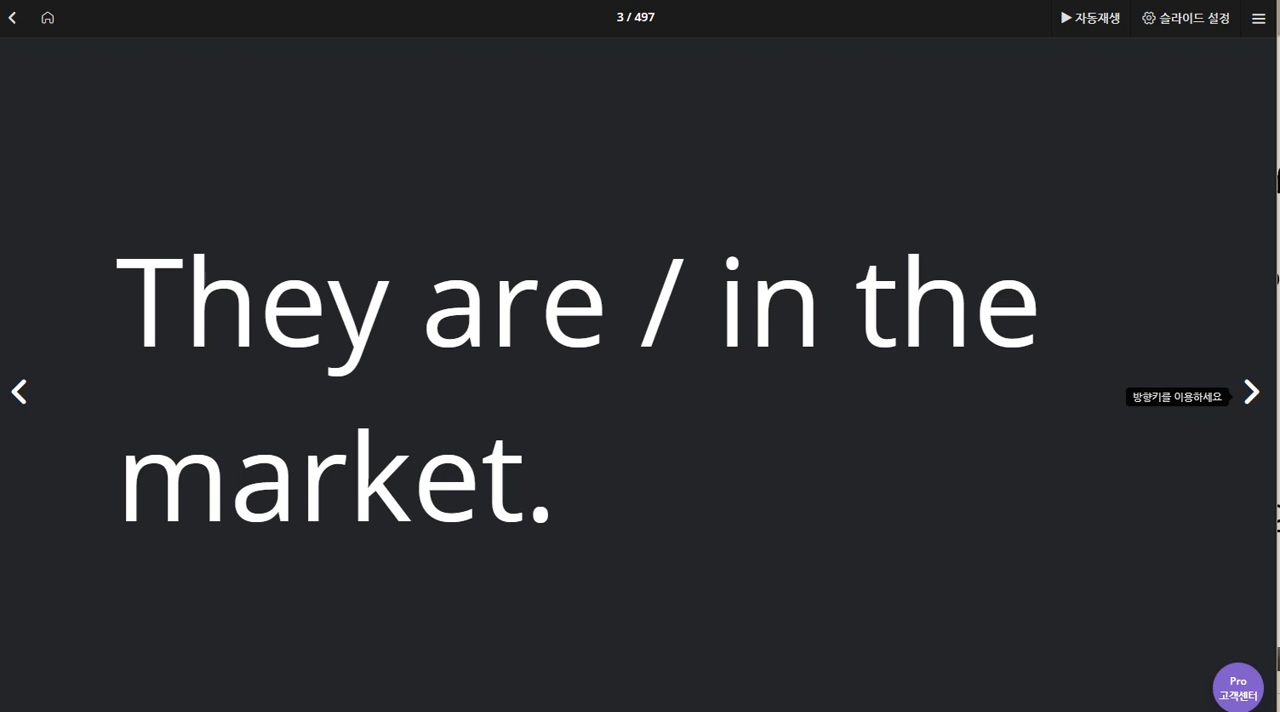 3 / 497
▶ 자동재생
슬라이드 설정
They are / in the
market.
방향키를 이용하세요
Pro
고객센터